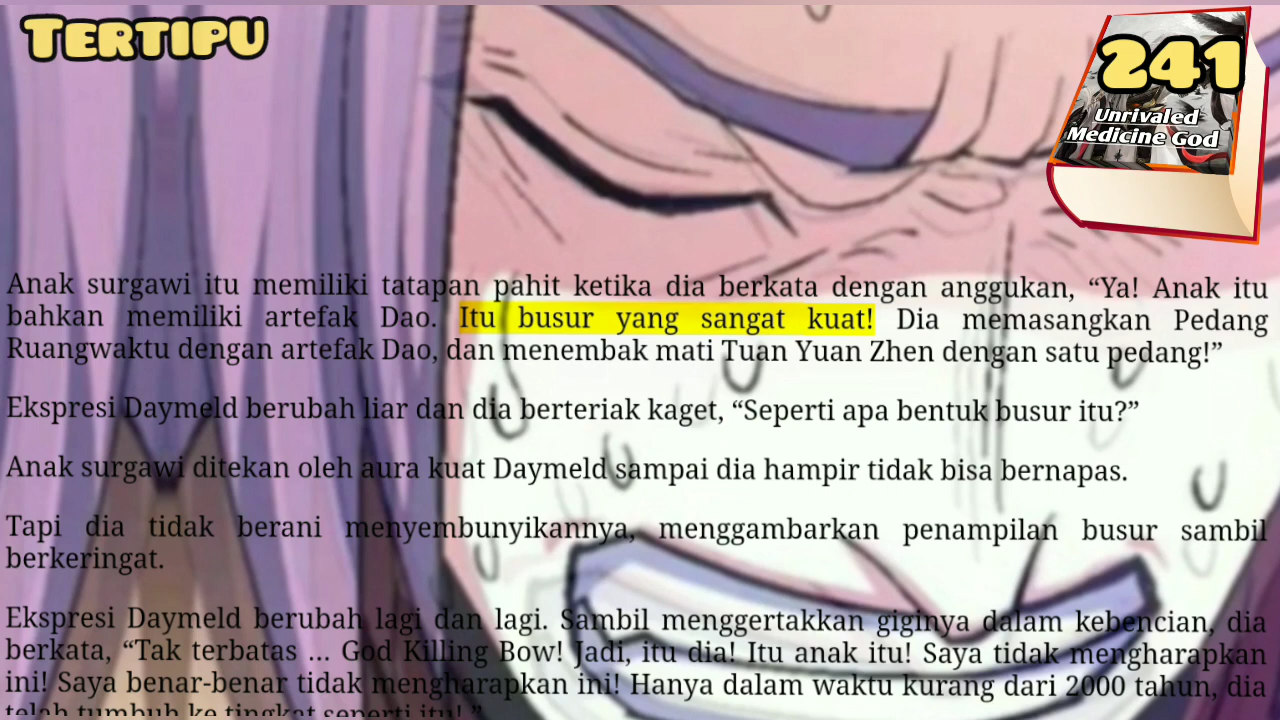 TERTIPU
241
Unrivaled
Medicine God
Anak surgawi itu memiliki tatapan pahit ketika dia berkata dengan anggukan, “Ya! Anak itu
bahkan memiliki artefak Dao. Itu busur yang sangat kuat! Dia memasangkan Pedang
Ruangwaktu dengan artefak Dao, dan menembak mati Tuan Yuan Zhen dengan satu pedang!”
Ekspresi Daymeld berubah liar dan dia berteriak kaget, “Seperti apa bentuk busur itu?”
Anak surgawi ditekan oleh aura kuat Daymeld sampai dia hampir tidak bisa bernapas.
Tapi dia tidak berani menyembunyikannya, menggambarkan penampilan busur sambil
berkeringat.
Ekspresi Daymeld berubah lagi dan lagi. Sambil menggertakkan giginya dalam kebencian, dia
berkata, “Tak terbatas ... God Killing Bow! Jadi, itu dia! Itu anak itu! Saya tidak mengharapkan
ini! Saya benar-benar tidak mengharapkan ini! Hanya dalam waktu kurang dari 2000 tahun, dia
telah tumbuh ke tingkat seperti itu! ”